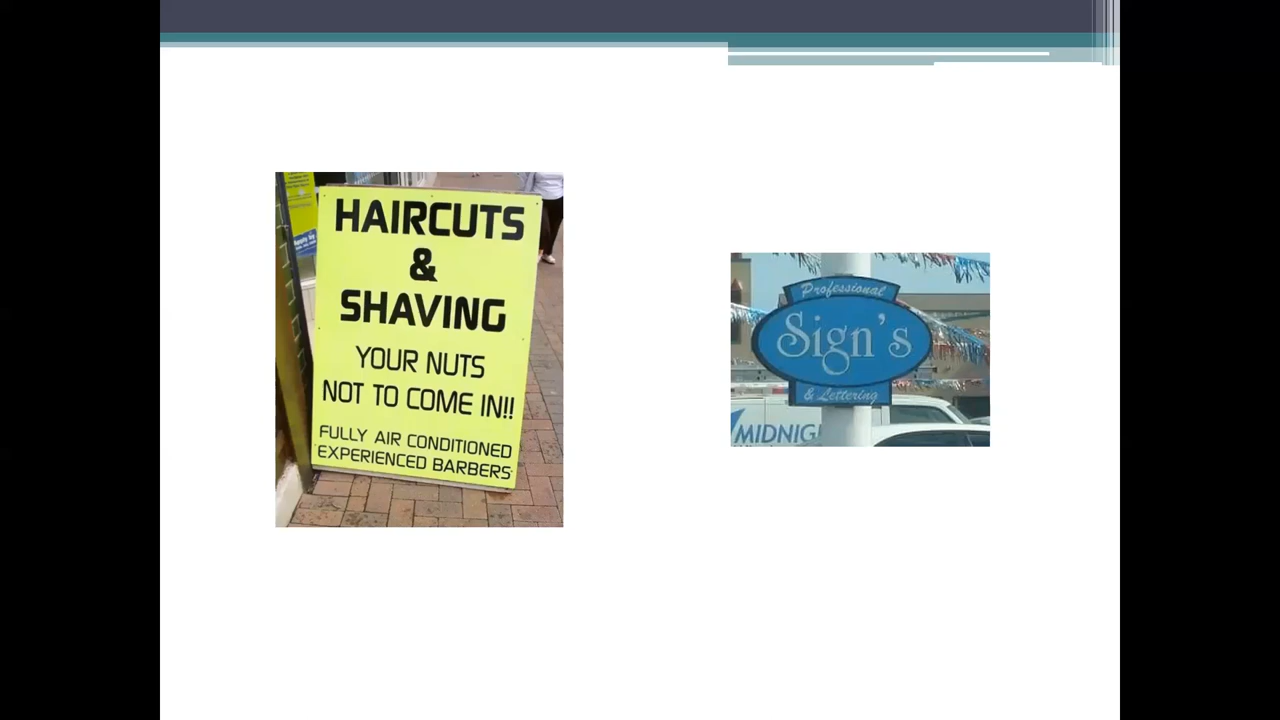 HAIRCUTS
&
SHAVING
YOUR NUTS
NOT TO COME IN!!
FULLY AIR CONDITIONED
EXPERIENCED BARBERS
Professional
Sign's
& Lettering
MIDNIG